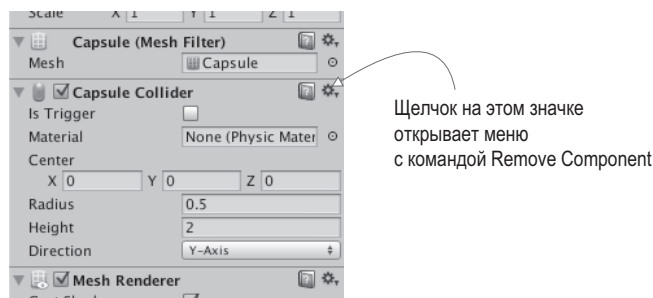 Scale X 1 Y 1 Z 1
Capsule (Mesh Filter)
Mesh Capsule
Capsule Collider
Is Trigger
Material None (Physic Mater
Center
X 0 Y 0 Z 0
Radius 0.5
Height 2
Direction Y-Axis
Mesh Renderer
Щелчок на этом значке
открывает меню
с командой Remove Component